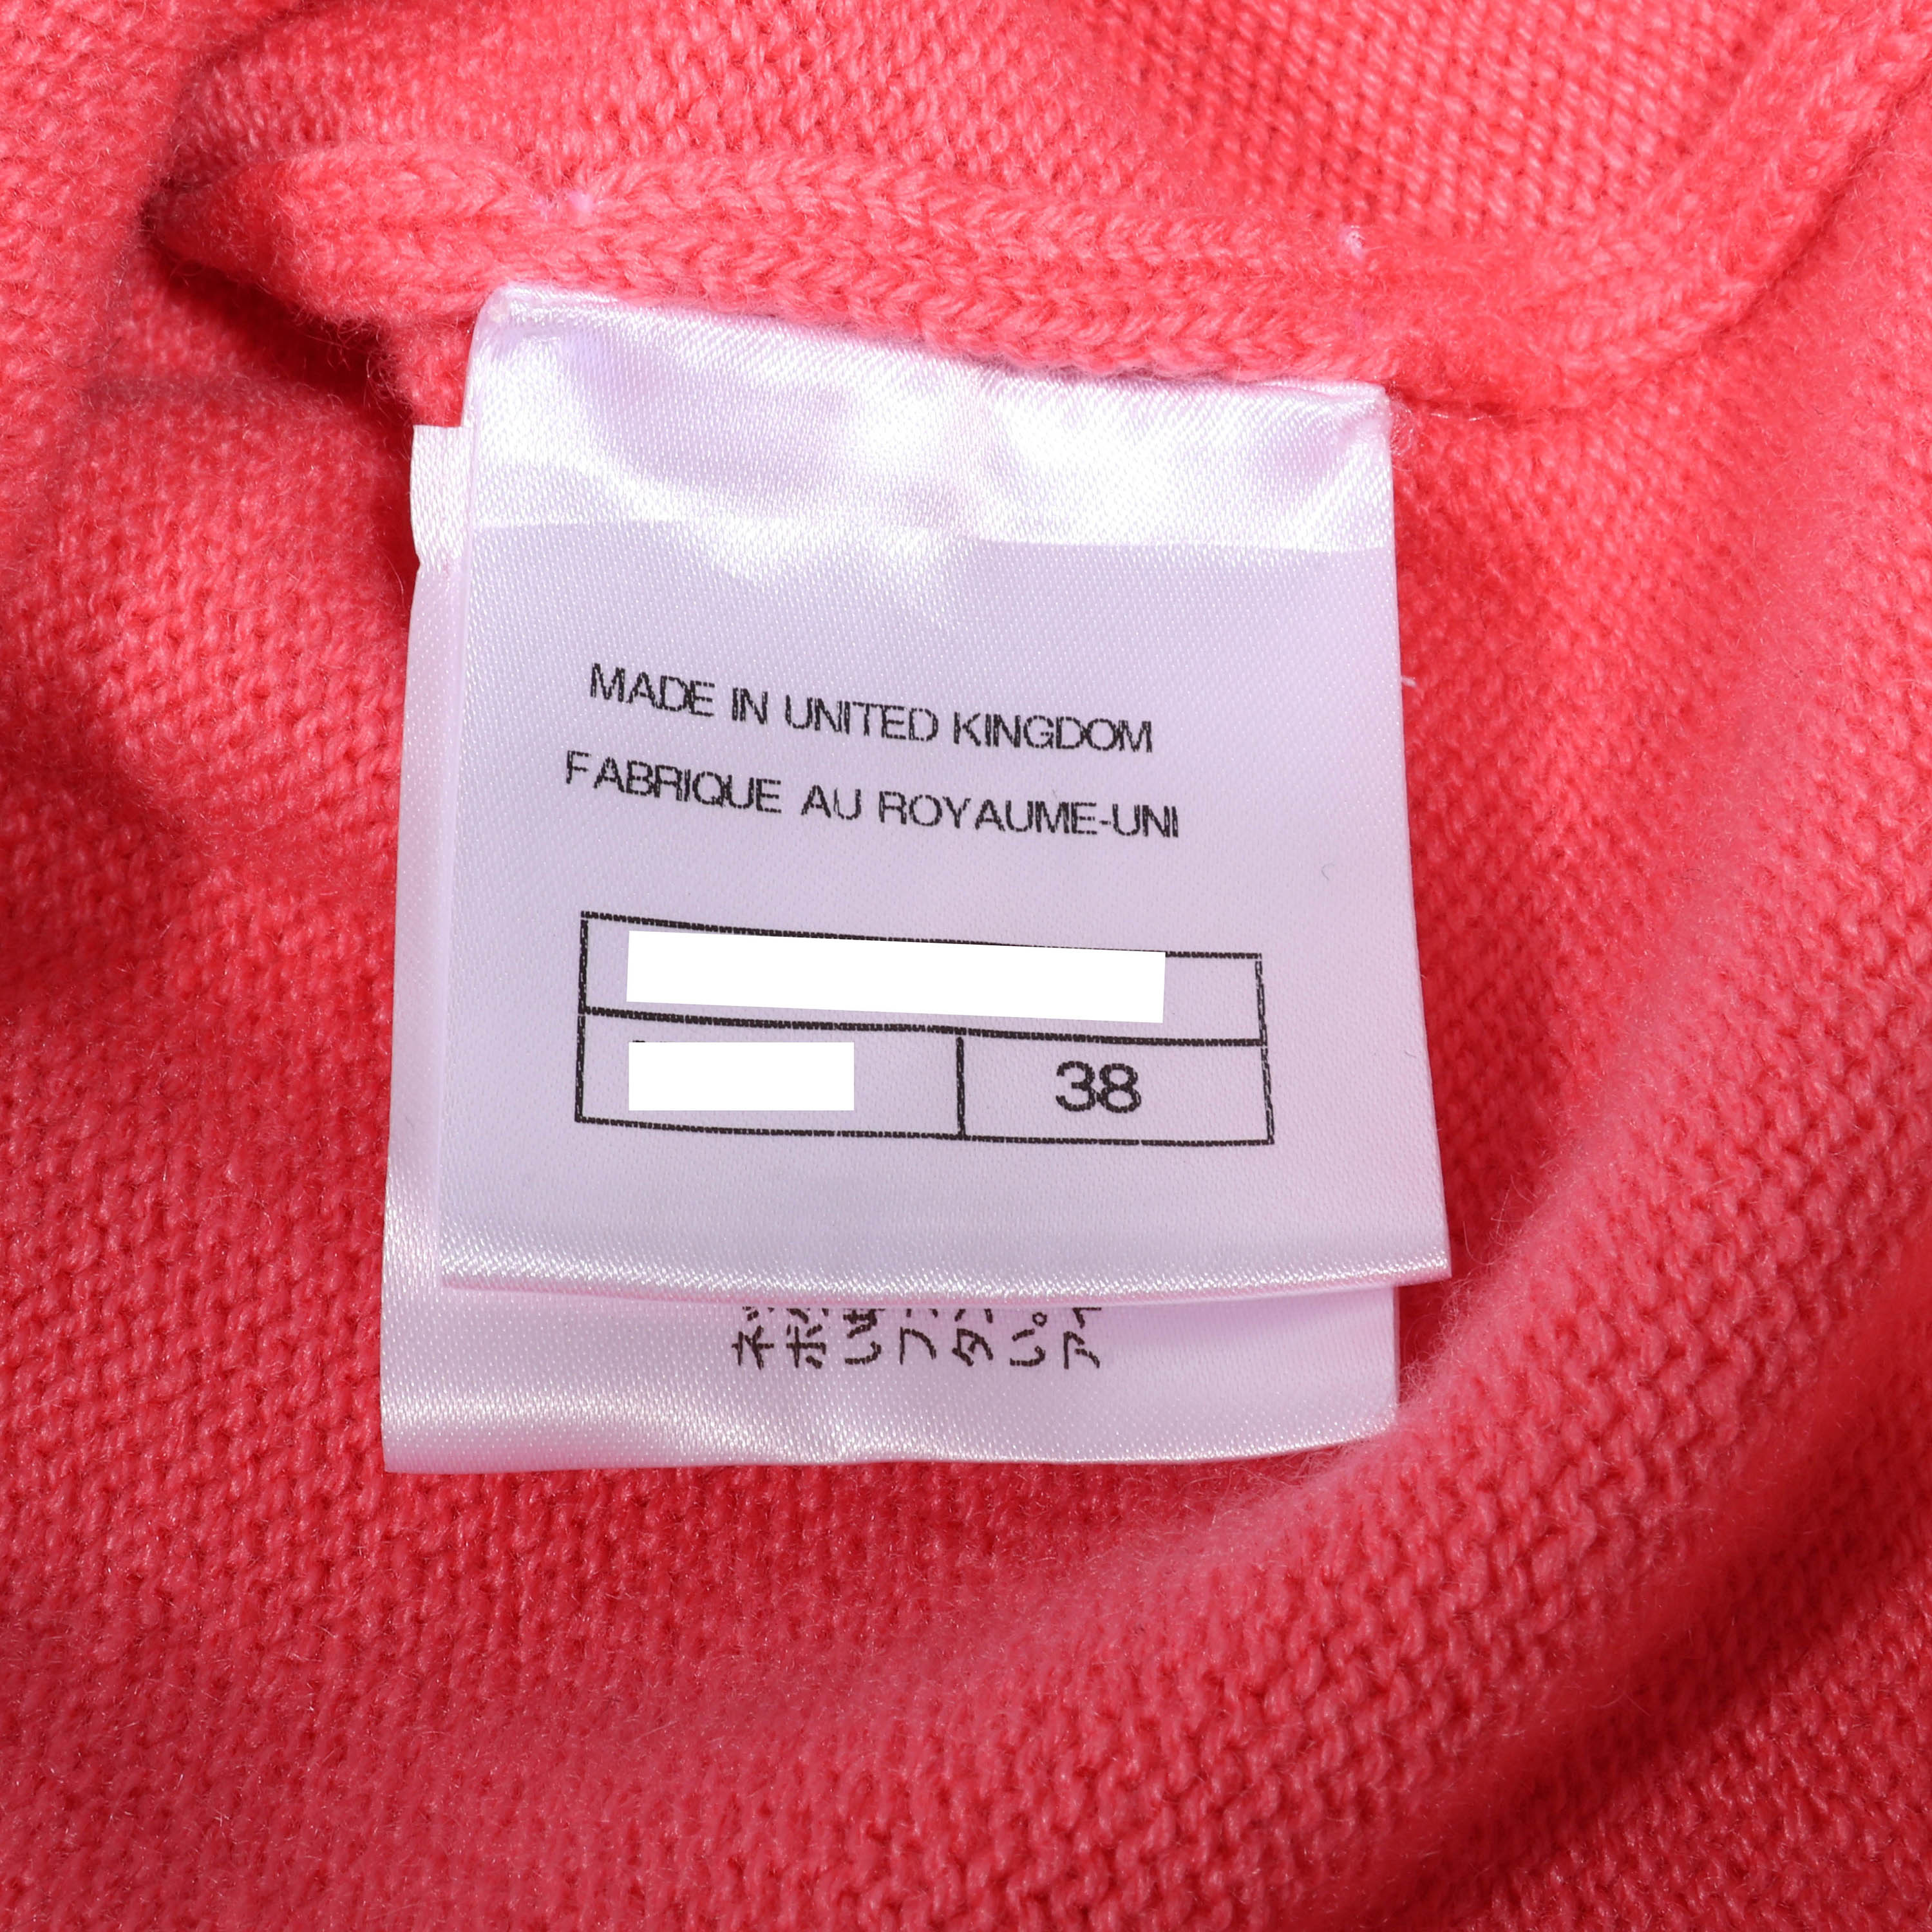 MADE IN UNITED KINGDOM
FABRIQUE AU ROYAUME-UNI
38